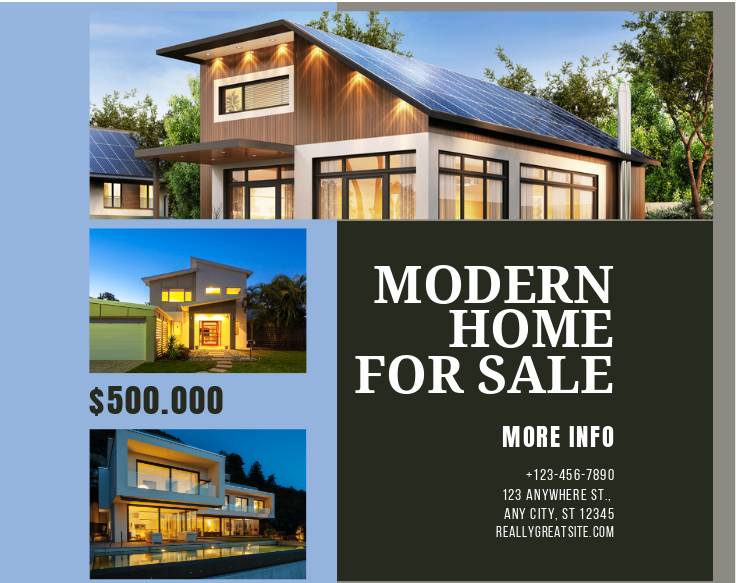 MODERN
HOME
FOR SALE
$500.000
MORE INFO
+123-456-7890
123 ANYWHERE ST.,
ANY CITY, ST 12345
REALLYGREATSITE.COM